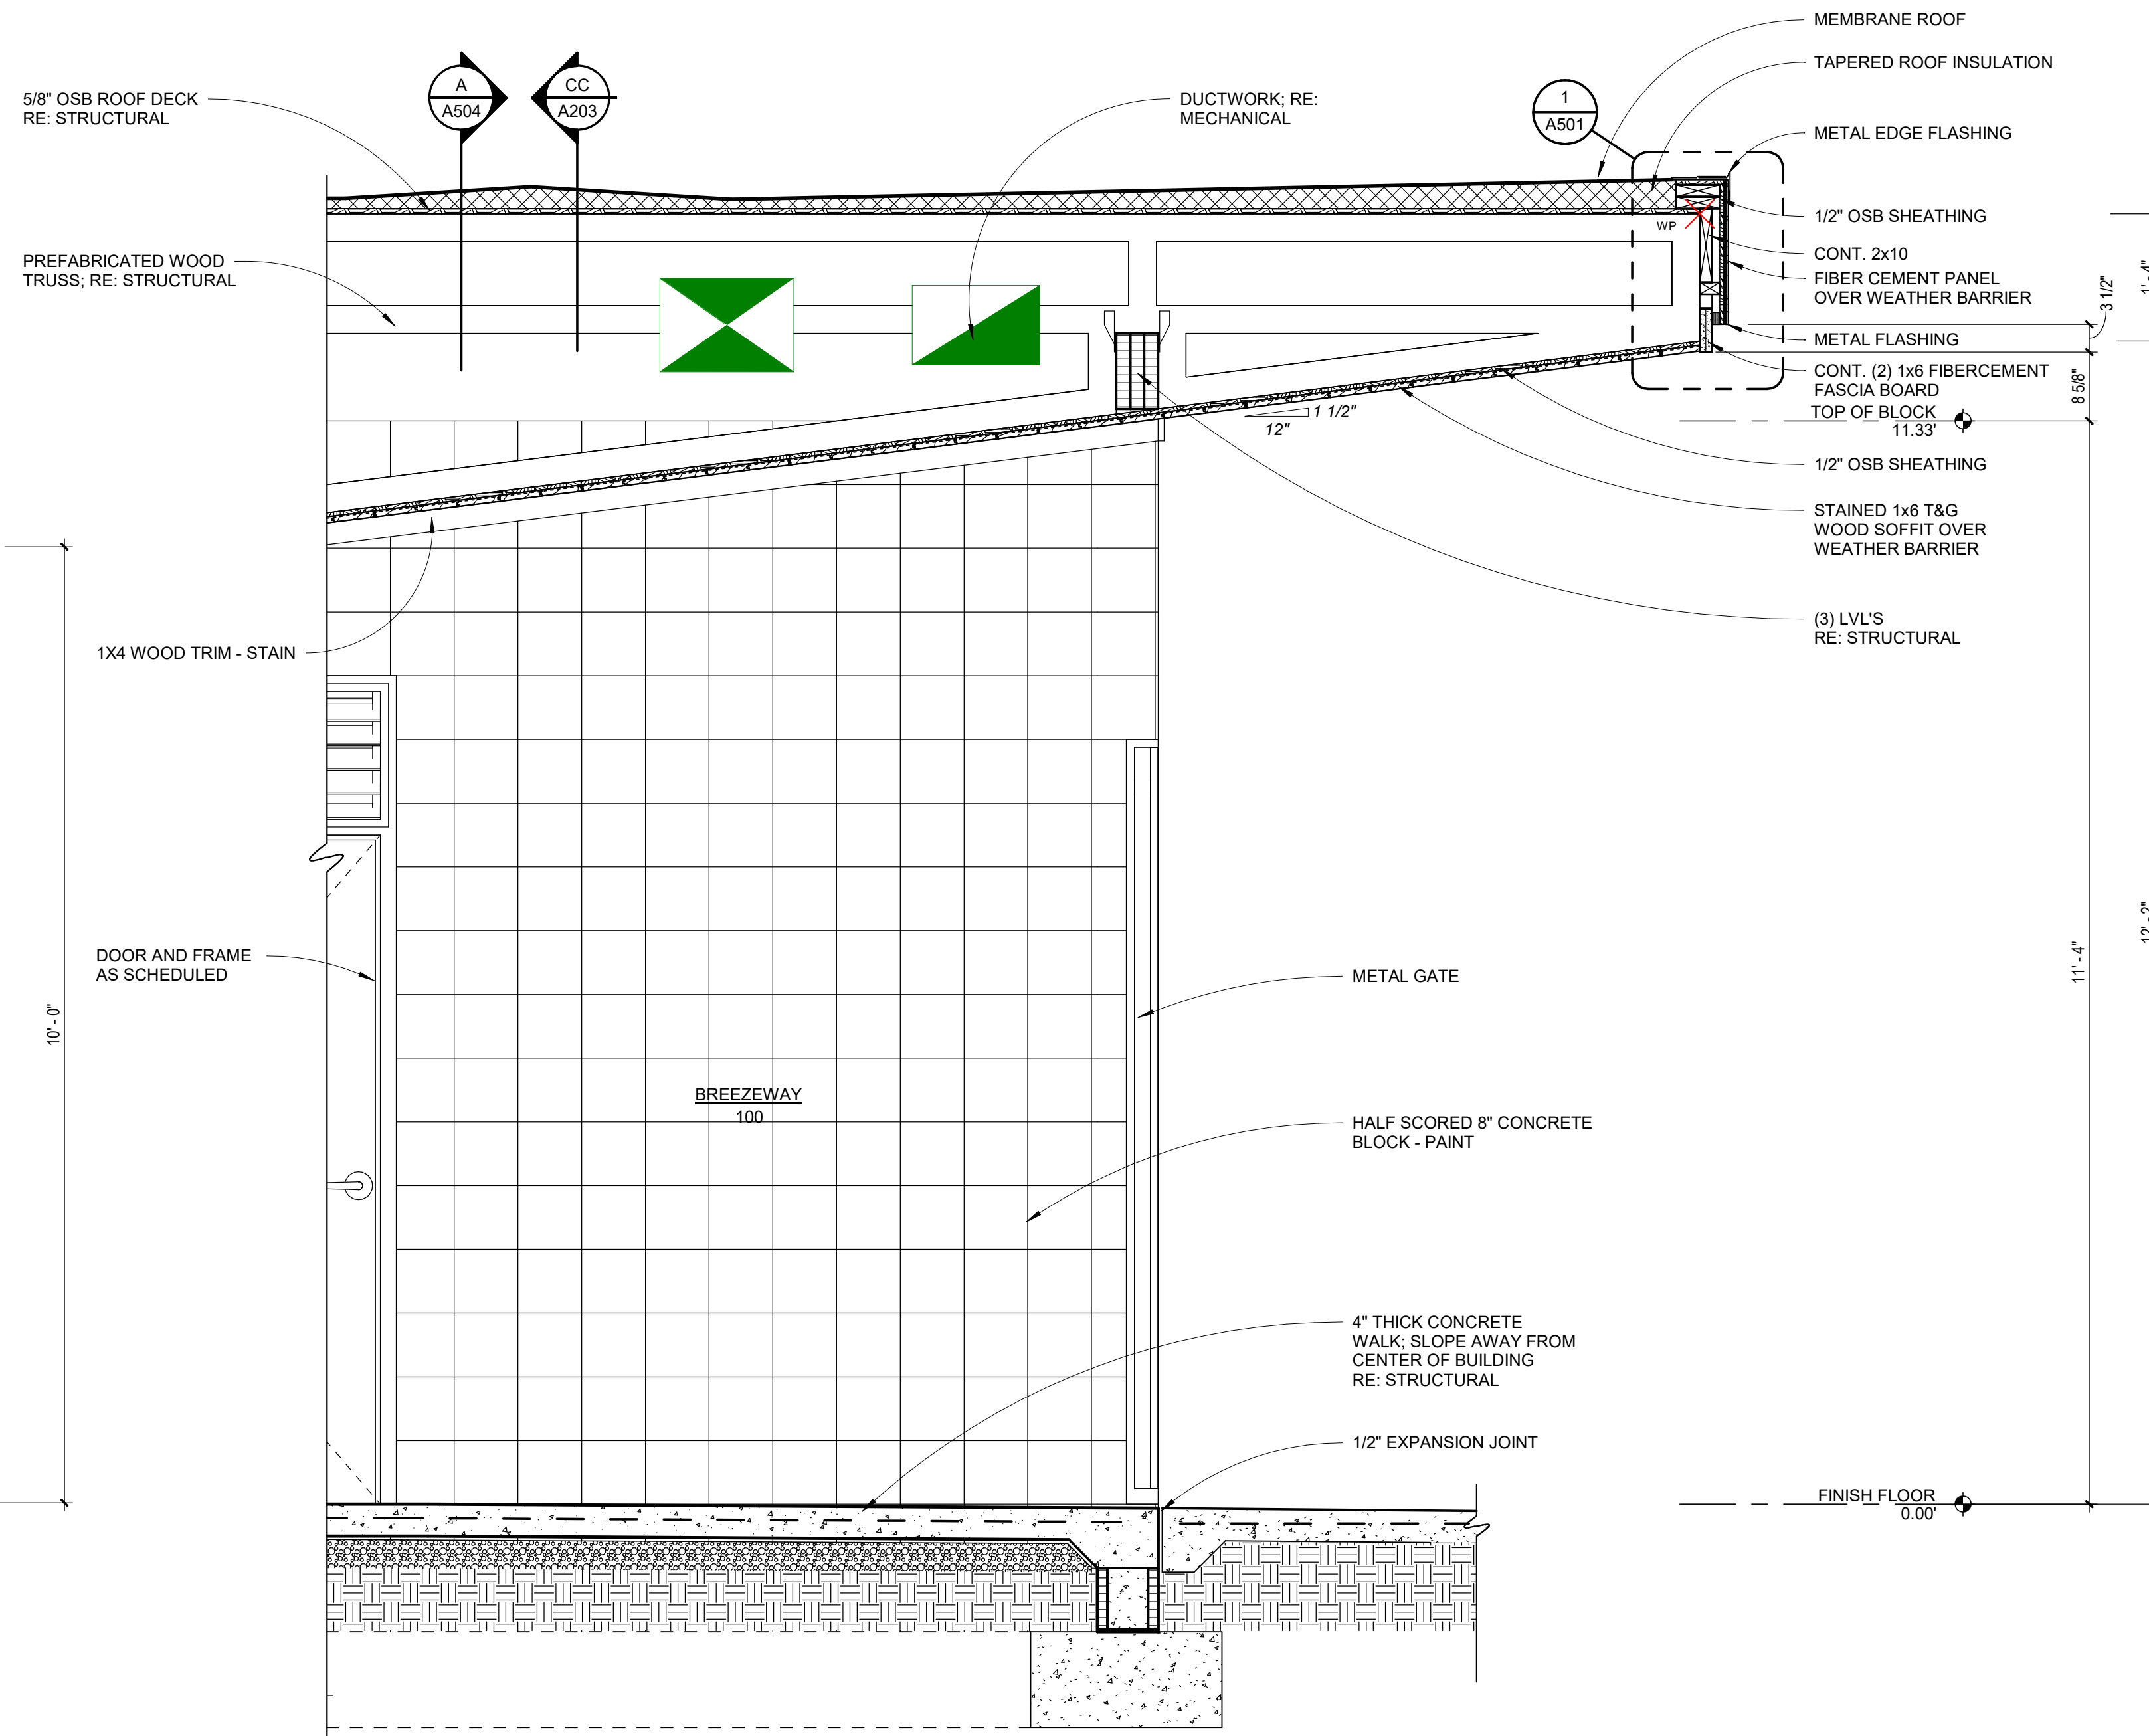 MEMBRANE ROOF
TAPERED ROOF INSULATION
A
A504
CC
A203
5/8" OSB ROOF DECK
RE: STRUCTURAL
DUCTWORK; RE:
MECHANICAL
1
A501
METAL EDGE FLASHING
1/2" OSB SHEATHING
WP
CONT. 2x10
PREFABRICATED WOOD
TRUSS; RE: STRUCTURAL
FIBER CEMENT PANEL
OVER WEATHER BARRIER
3 1/2"
1' - 4"
METAL FLASHING
CONT. (2) 1x6 FIBERCEMENT
FASCIA BOARD
8 5/8"
TOP OF BLOCK
11.33'
1 1/2"
12"
1/2" OSB SHEATHING
STAINED 1x6 T&G
WOOD SOFFIT OVER
WEATHER BARRIER
(3) LVL'S
RE: STRUCTURAL
1X4 WOOD TRIM - STAIN
DOOR AND FRAME
AS SCHEDULED
10' - 0"
11' - 4"
12' - 2"
METAL GATE
BREEZEWAY
100
HALF SCORED 8" CONCRETE
BLOCK - PAINT
4" THICK CONCRETE
WALK; SLOPE AWAY FROM
CENTER OF BUILDING
RE: STRUCTURAL
1/2" EXPANSION JOINT
FINISH FLOOR
0.00'